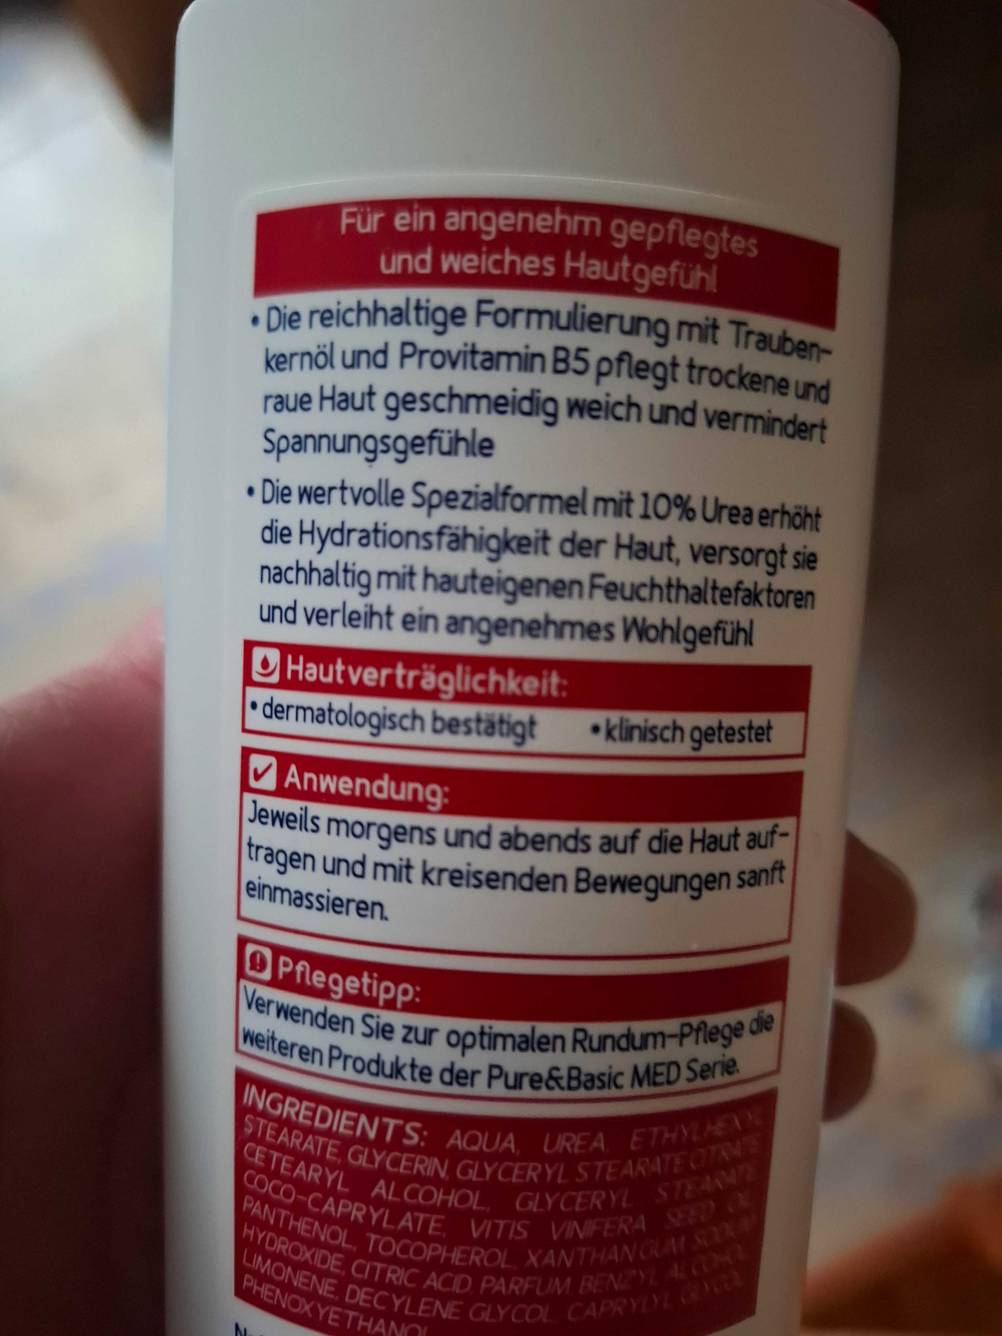 Für ein angenehm gepflegtes
und weiches Hautgefühl
• Die reichhaltige Formulierung mit Trauben-
kernöl und Provitamin B5 pflegt trockene und
raue Haut geschmeidig weich und vermindert
Spannungsgefühle
• Die wertvolle Spezialformel mit 10% Urea erhöht
die Hydrationsfähigkeit der Haut, versorgt sie
nachhaltig mit hauteigenen Feuchthaltefaktoren
und verleiht ein angenehmes Wohlgefühl
Hautverträglichkeit:
• dermatologisch bestätigt • klinisch getestet
Anwendung:
Jeweils morgens und abends auf die Haut auf-
tragen und mit kreisenden Bewegungen sanft
einmassieren.
Pflegetipp:
Verwenden Sie zur optimalen Rundum-Pflege die
weiteren Produkte der Pure&Basic MED Serie.
INGREDIENTS: AQUA, UREA, ETHYLHEXYL
STEARATE, GLYCERIN, GLYCERYL STEARATE CITRATE,
CETEARYL ALCOHOL, GLYCERYL STEARATE,
COCO-CAPRYLATE, VITIS VINIFERA SEED OIL,
PANTHENOL, TOCOPHEROL, XANTHAN GUM, SODIUM
HYDROXIDE, CITRIC ACID, PARFUM, BENZYL ALCOHOL,
LIMONENE, DECYLENE GLYCOL, CAPRYLYL GLYCOL,
PHENOXYETHANOL